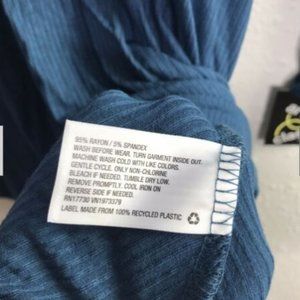 95% RAYON / 5% SPANDEX
WASH BEFORE WEAR. TURN GARMENT INSIDE OUT.
MACHINE WASH COLD WITH LIKE COLORS.
GENTLE CYCLE. ONLY NON-CHLORINE
BLEACH IF NEEDED. TUMBLE DRY LOW.
REMOVE PROMPTLY. COOL IRON ON
REVERSE SIDE IF NEEDED.
RN17730 VN1973379
LABEL MADE FROM 100% RECYCLED PLASTIC